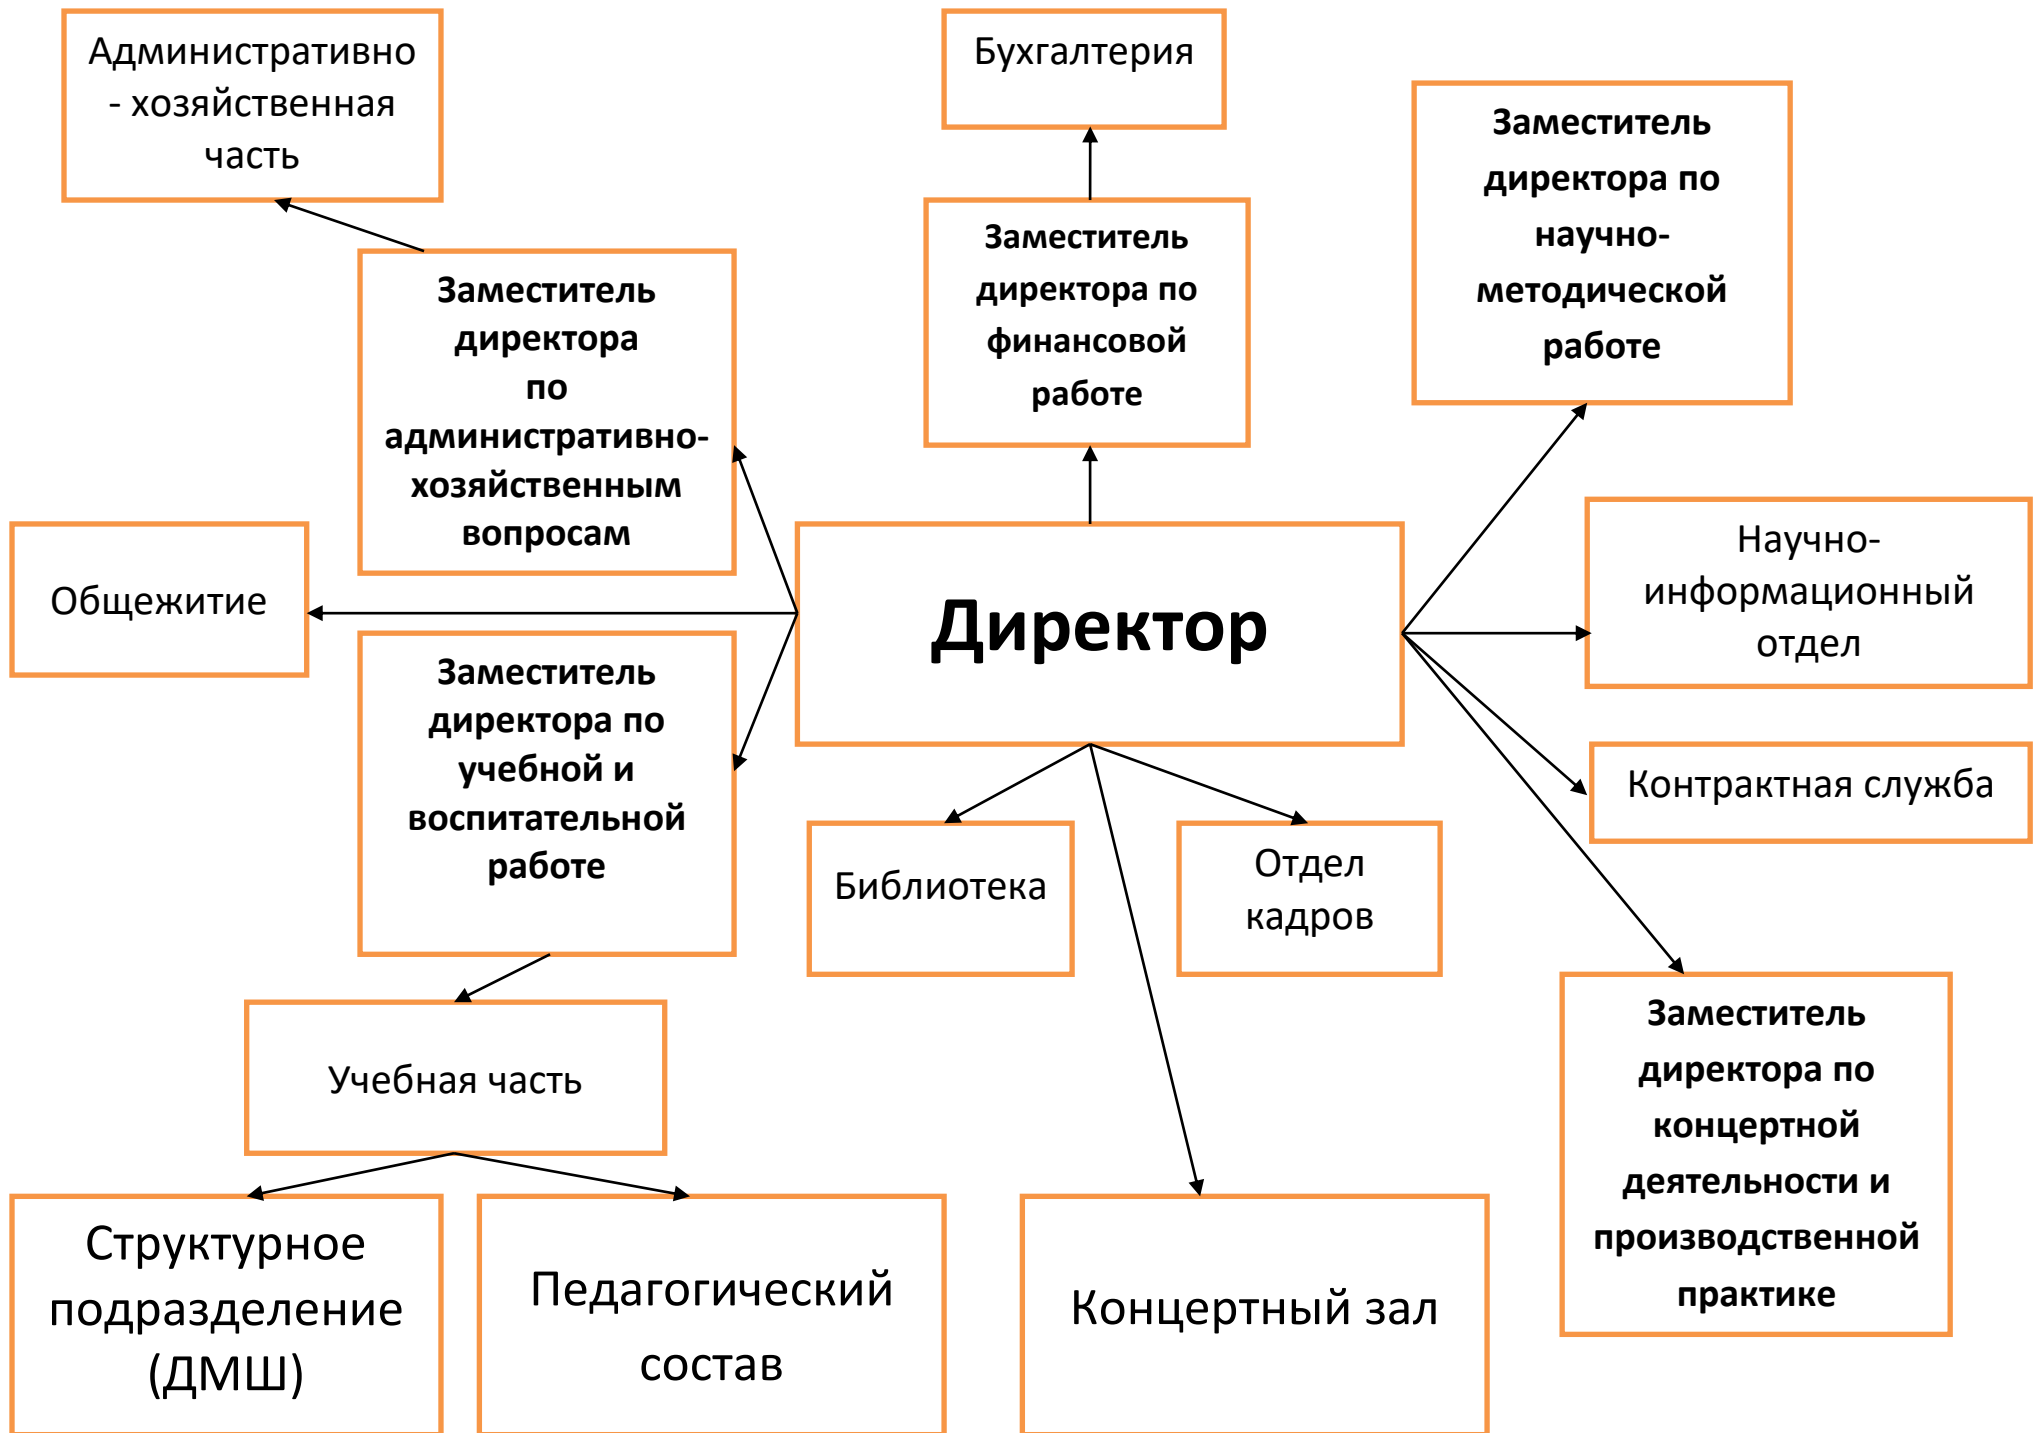 Административно
- хозяйственная
часть
Бухгалтерия
Заместитель
директора по
научно-
методической
работе
Заместитель
директора по
финансовой
работе
Заместитель
директора
по
административно-
хозяйственным
вопросам
Общежитие
Директор
Научно-
информационный
отдел
Заместитель
директора по
учебной и
воспитательной
работе
Контрактная служба
Библиотека
Отдел
кадров
Учебная часть
Заместитель
директора по
концертной
деятельности и
производственной
практике
Структурное
подразделение
(ДМШ)
Педагогический
состав
Концертный зал